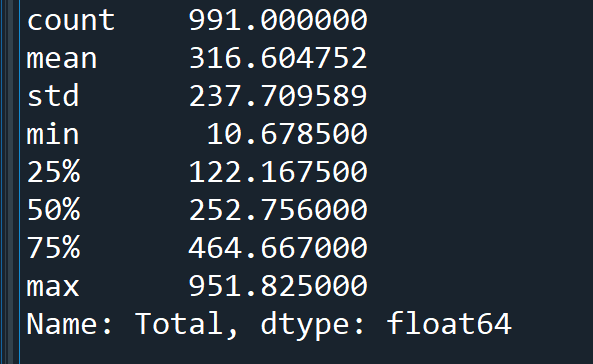 count    991.000000
mean     316.604752
std      237.709589
min       10.678500
25%      122.167500
50%      252.756000
75%      464.667000
max      951.825000
Name: Total, dtype: float64